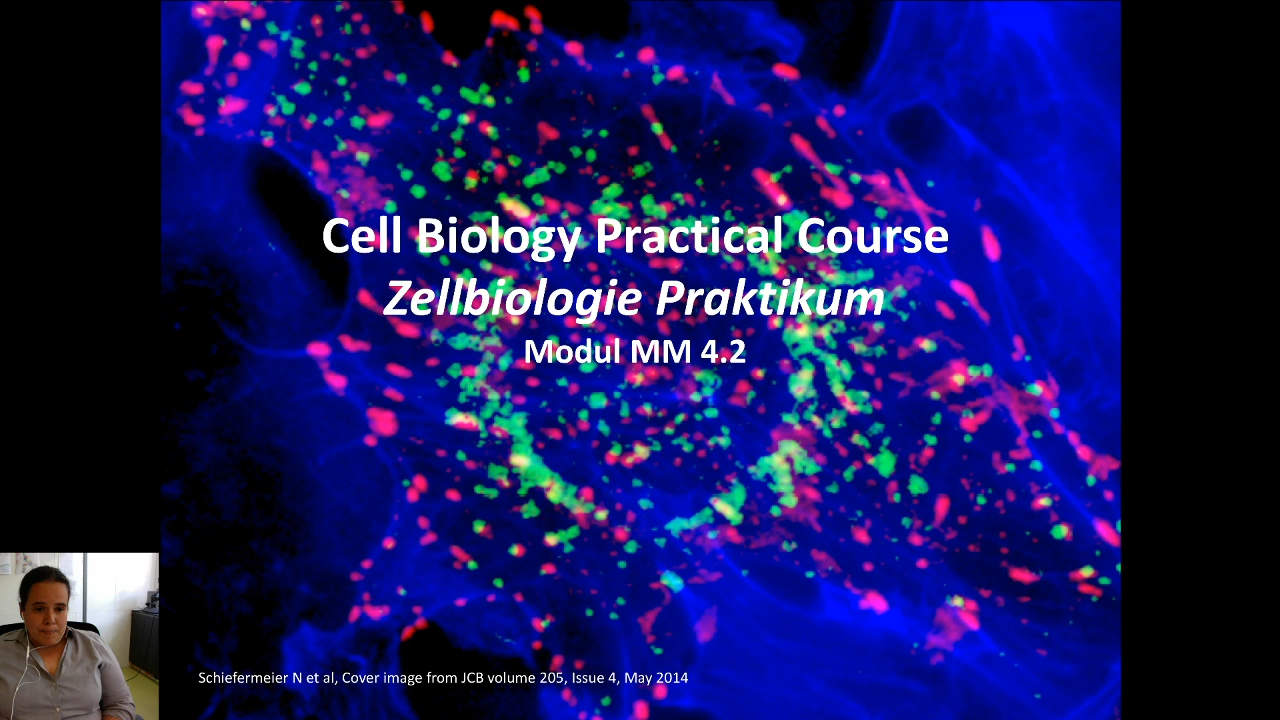 Cell Biology Practical Course
Zellbiologie Praktikum
Modul MM 4.2
Schiefermeier N et al, Cover image from JCB volume 205, Issue 4, May 2014